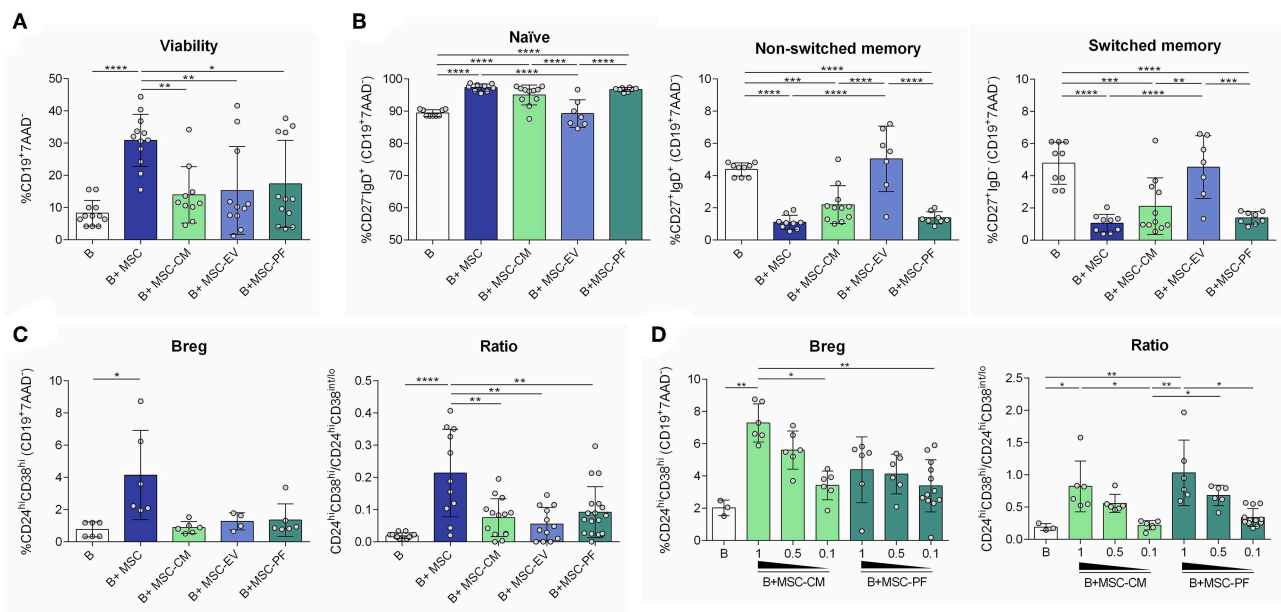 A
Viability
%CD19⁺7AAD⁻
50
40
30
20
10
0
****
*
**
**
B
B+ MSC
B+ MSC-CM
B+ MSC-EV
B+MSC-PF
B
Naïve
%CD27⁻IgD⁺ (CD19⁺7AAD⁻)
100
90
80
70
60
50
****
**** ****
**** **** ****
B
B+ MSC
B+ MSC-CM
B+ MSC-EV
B+MSC-PF
Non-switched memory
%CD27⁺IgD⁺ (CD19⁺7AAD⁻)
10
8
6
4
2
0
****
*** **** ****
**** ****
B
B+ MSC
B+ MSC-CM
B+ MSC-EV
B+MSC-PF
Switched memory
%CD27⁺IgD⁻ (CD19⁺7AAD⁻)
10
8
6
4
2
0
****
*** ** ***
**** ****
B
B+ MSC
B+ MSC-CM
B+ MSC-EV
B+MSC-PF
C
Breg
%CD24ʰⁱCD38ʰⁱ (CD19⁺7AAD⁻)
10
8
6
4
2
0
*
B
B+ MSC
B+ MSC-CM
B+ MSC-EV
B+MSC-PF
Ratio
CD24ʰⁱCD38ʰⁱ/CD24ʰⁱCD38ⁱⁿᵗ/ˡᵒ
0.5
0.4
0.3
0.2
0.1
0.0
**** **
**
**
B
B+ MSC
B+ MSC-CM
B+ MSC-EV
B+MSC-PF
D
Breg
%CD24ʰⁱCD38ʰⁱ (CD19⁺7AAD⁻)
10
8
6
4
2
0
**
** *
B 1 0.5 0.1 1 0.5 0.1
B+MSC-CM B+MSC-PF
Ratio
CD24ʰⁱCD38ʰⁱ/CD24ʰⁱCD38ⁱⁿᵗ/ˡᵒ
2.5
2.0
1.5
1.0
0.5
0.0
**
* * ** *
*
B 1 0.5 0.1 1 0.5 0.1
B+MSC-CM B+MSC-PF